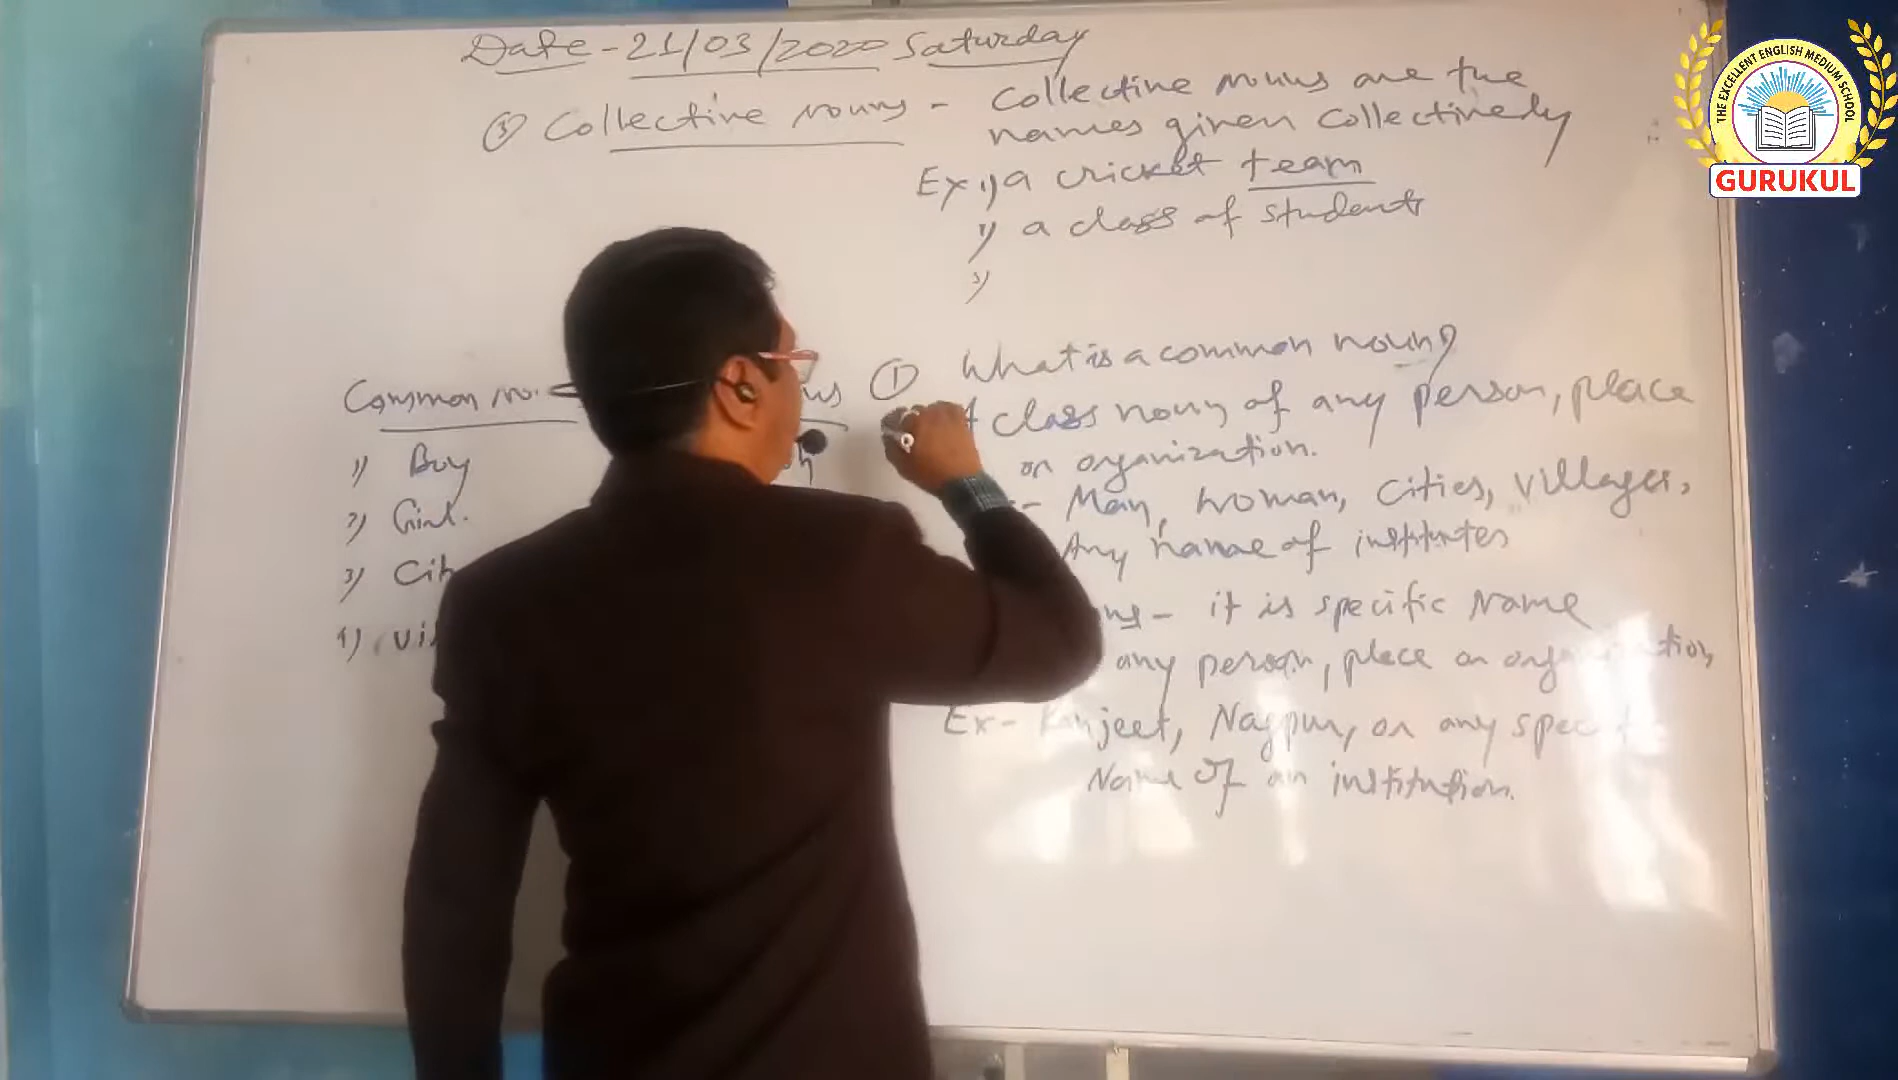 Date - 21/03/2020 Saturday
③ Collective nouns - Collective nouns are the
names given collectively
Ex. 1) a cricket team
1) a class of students
3)
Common
1) Boy
2) Girl.
3)
4)
① What is a common noun?
A class noun of any person, place
or organization.
- Man, woman, cities, villages,
Any name of institutes
- it is specific Name
any person, place or organization
Ex - Ranjeet, Nagpur, or any specific
Name of an institution.
THE EXCELLENT ENGLISH MEDIUM SCHOOL
GURUKUL